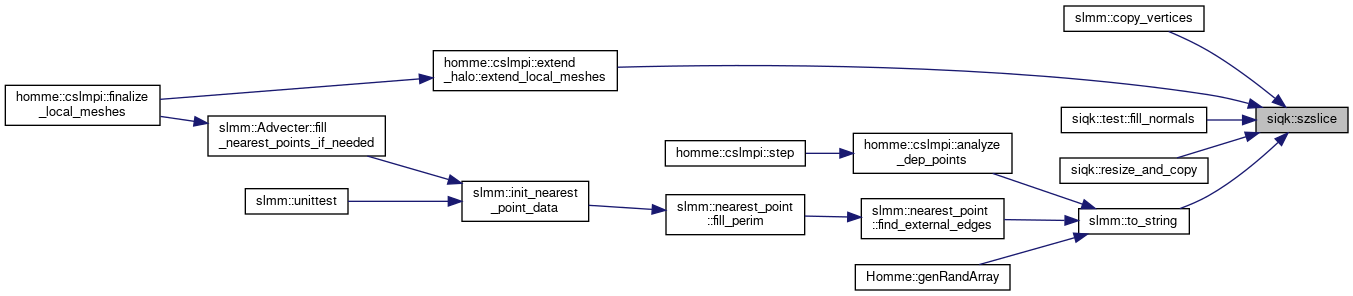 slmm::copy_vertices
homme::cslmpi::extend
_halo::extend_local_meshes
homme::cslmpi::finalize
_local_meshes
siqk::test::fill_normals
siqk::szslice
slmm::Advecter::fill
_nearest_points_if_needed
homme::cslmpi::step
homme::cslmpi::analyze
_dep_points
siqk::resize_and_copy
slmm::unittest
slmm::init_nearest
_point_data
slmm::nearest_point
::fill_perim
slmm::nearest_point
::find_external_edges
slmm::to_string
Homme::genRandArray